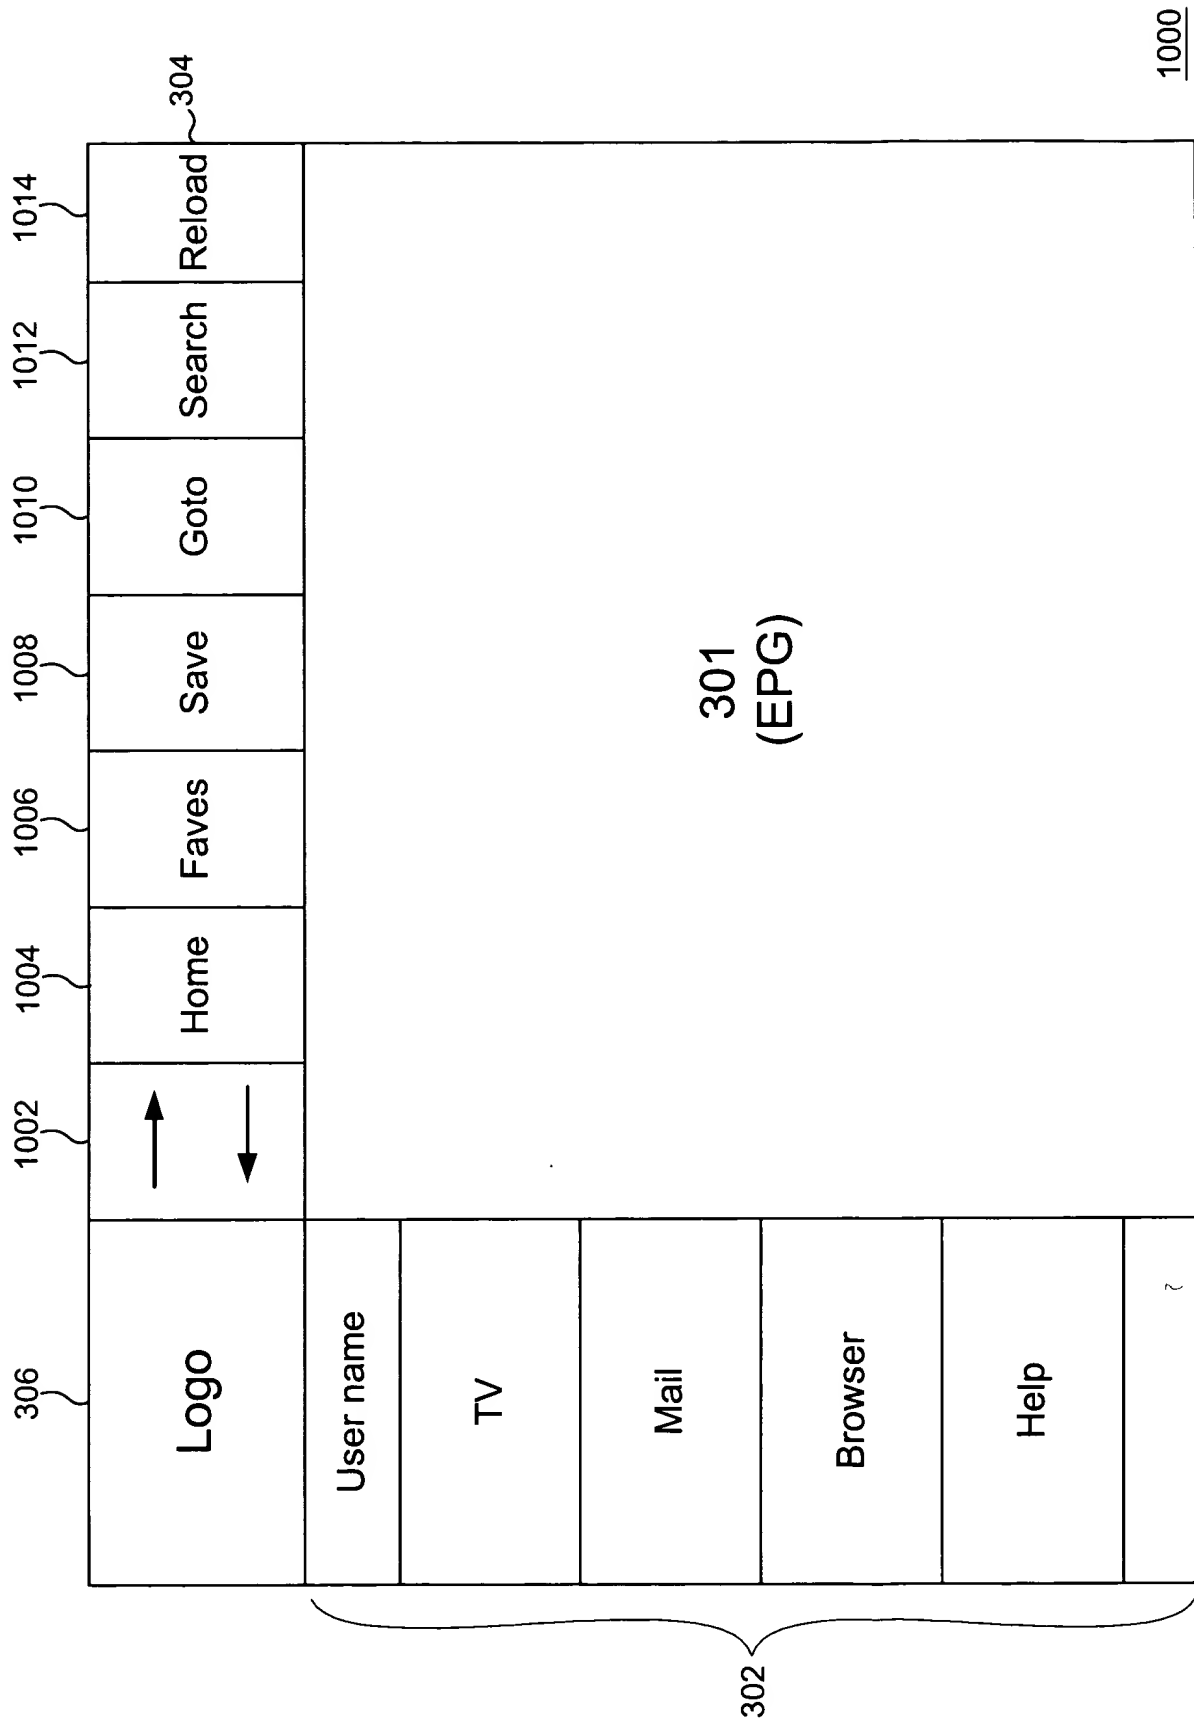 306
1002
1004
1006
1008
1010
1012
1014
Logo
Home
Faves
Save
Goto
Search
Reload
304
User name
TV
Mail
Browser
Help
302
301
(EPG)
1000